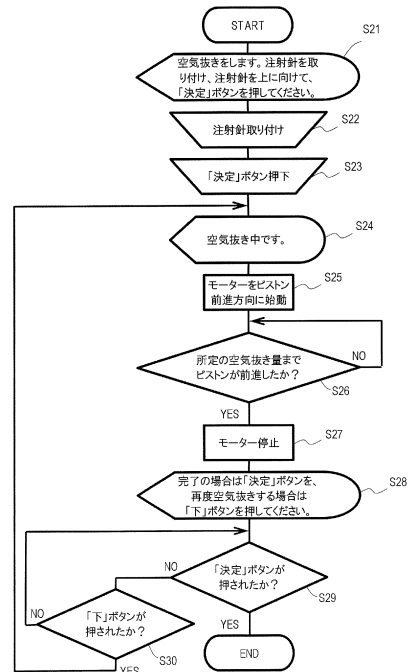 START
S21
空気抜きをします。注射針を取
り付け、注射針を上に向けて、
「決定」ボタンを押してください。
S22
注射針取り付け
S23
「決定」ボタン押下
S24
空気抜き中です。
S25
モーターをピストン
前進方向に始動
NO
所定の空気抜き量まで
ピストンが前進したか？
S26
YES
S27
モーター停止
完了の場合は「決定」ボタンを、
再度空気抜きする場合は
「下」ボタンを押してください。
S28
NO
「決定」ボタンが
押されたか？
S29
NO
「下」ボタンが
押されたか？
YES
S30
END
YES